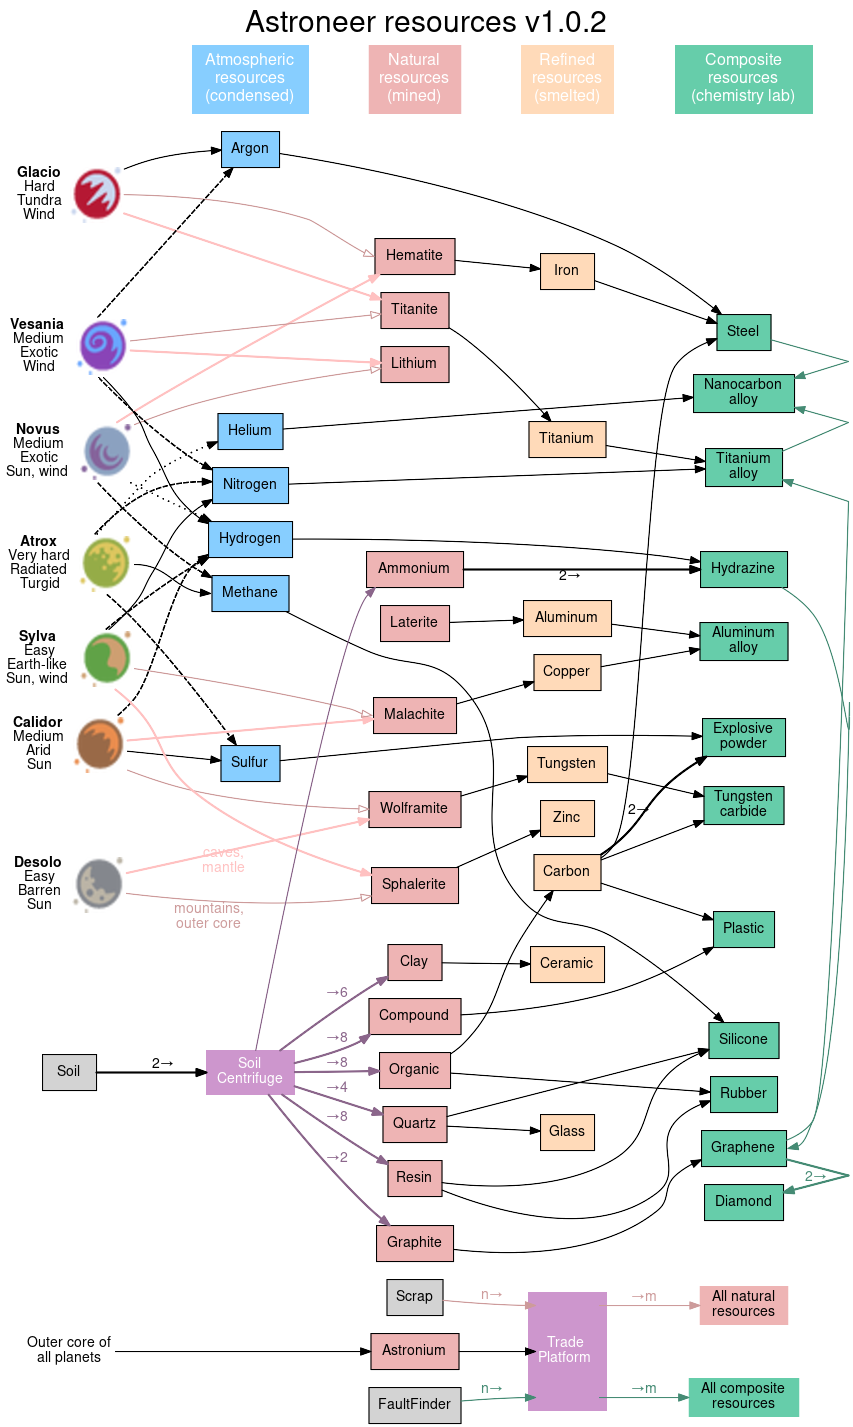 Astroneer resources v1.0.2
Atmospheric
resources
(condensed)
Natural
resources
(mined)
Refined
resources
(smelted)
Composite
resources
(chemistry lab)
Glacio
Hard
Tundra
Wind
Vesania
Medium
Exotic
Wind
Novus
Medium
Exotic
Sun, wind
Atrox
Very hard
Radiated
Turgid
Sylva
Easy
Earth-like
Sun, wind
Calidor
Medium
Arid
Sun
Desolo
Easy
Barren
Sun
Argon
Helium
Nitrogen
Hydrogen
Methane
Sulfur
Hematite
Titanite
Lithium
Ammonium
Laterite
Malachite
Wolframite
Sphalerite
Clay
Compound
Organic
Quartz
Resin
Graphite
Iron
Titanium
Aluminum
Copper
Tungsten
Zinc
Carbon
Ceramic
Glass
Steel
Nanocarbon
alloy
Titanium
alloy
Hydrazine
Aluminum
alloy
Explosive
powder
Tungsten
carbide
Plastic
Silicone
Rubber
Graphene
Diamond
2→
2→
2→
caves,
mantle
mountains,
outer core
Soil
2→
Soil
Centrifuge
→6
→8
→8
→4
→8
→2
Scrap
n→
→m
All natural
resources
Outer core of
all planets
Astronium
Trade
Platform
FaultFinder
n→
→m
All composite
resources